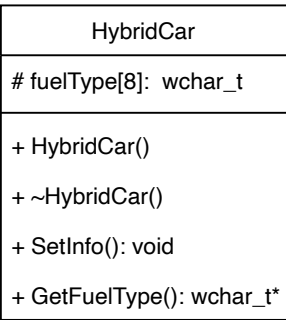 HybridCar
# fuelType[8]: wchar_t
+ HybridCar()
+ ~HybridCar()
+ SetInfo(): void
+ GetFuelType(): wchar_t*